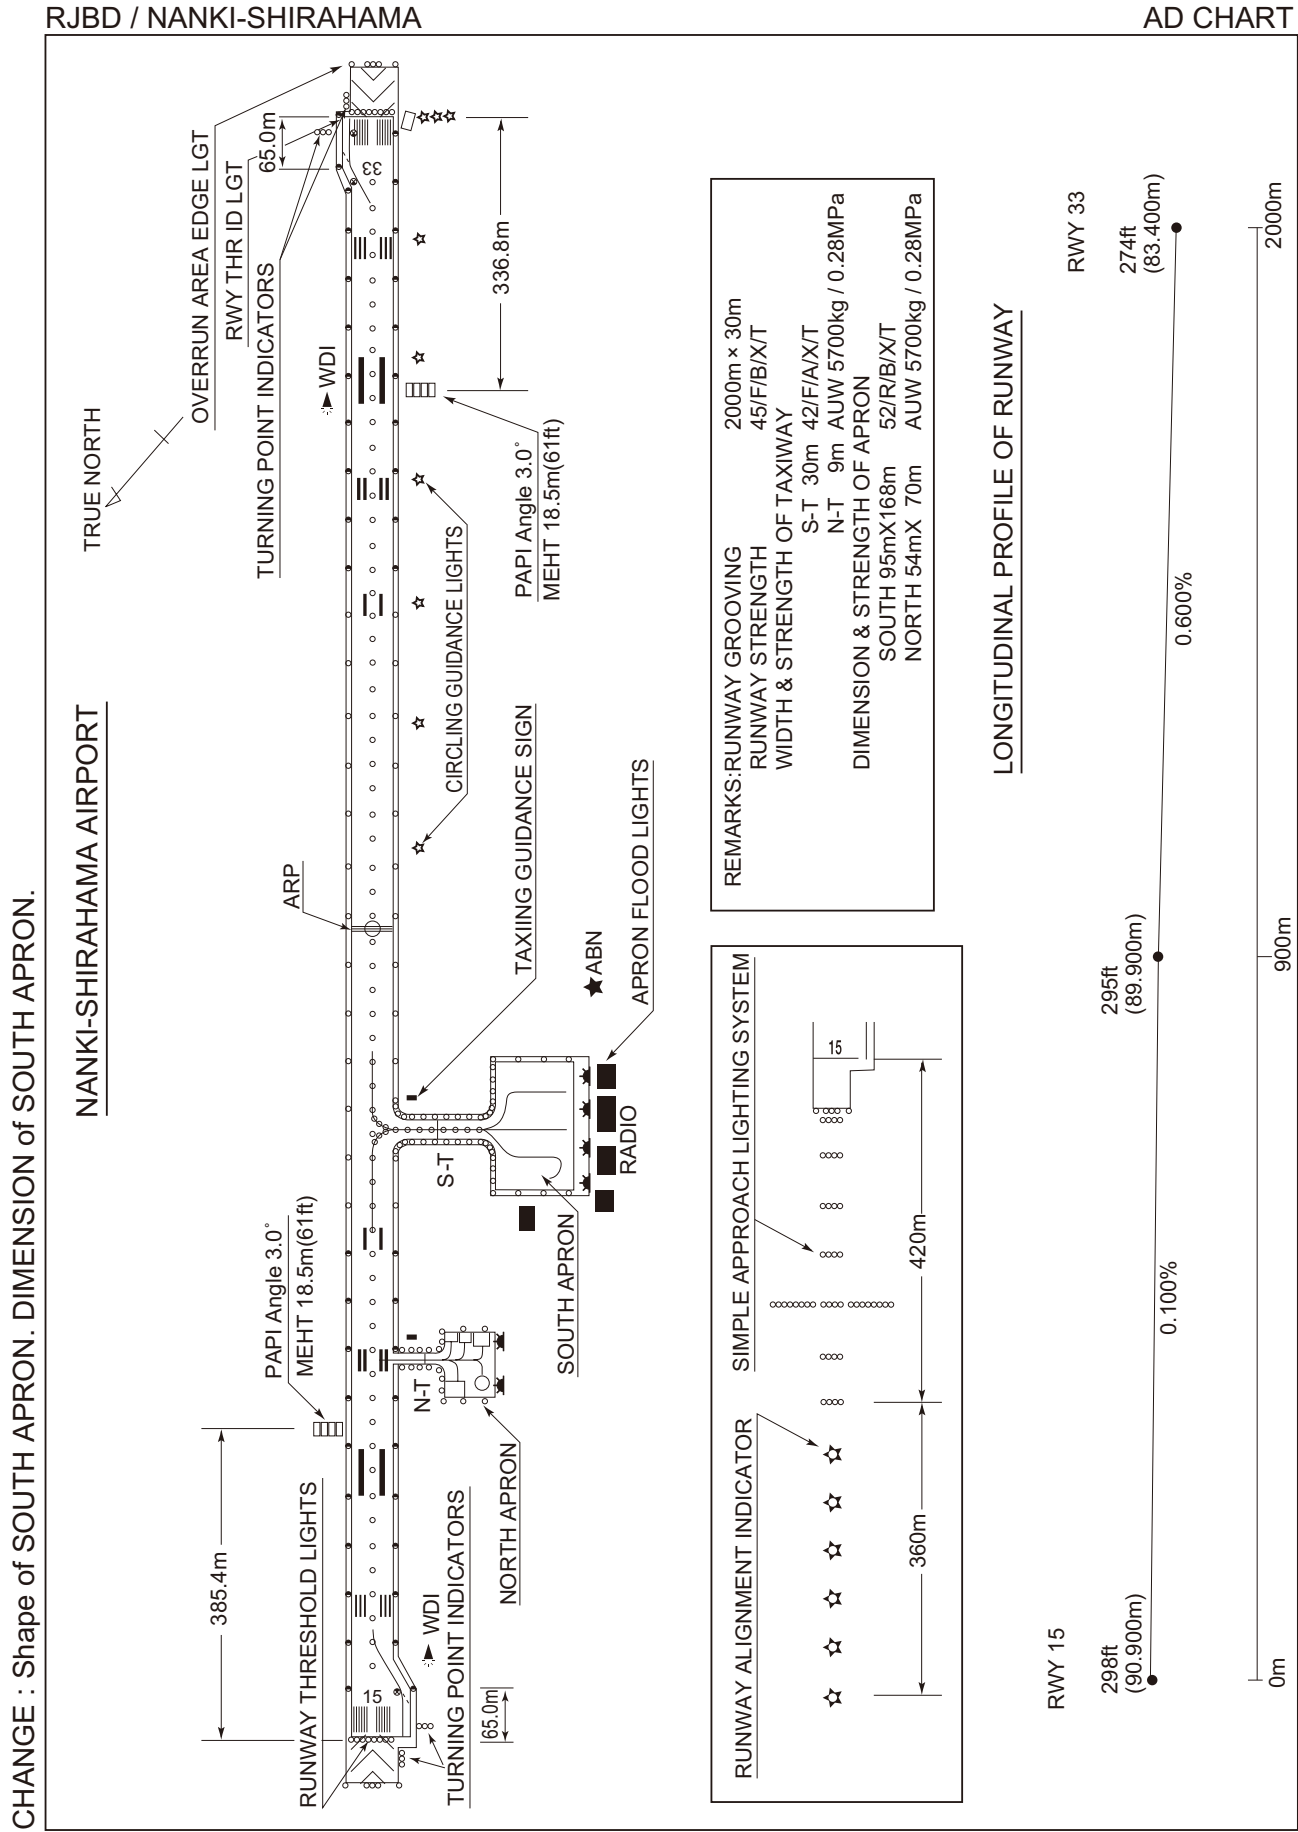 RJBD / NANKI-SHIRAHAMA
AD CHART
CHANGE : Shape of SOUTH APRON. DIMENSION of SOUTH APRON.
NANKI-SHIRAHAMA AIRPORT
TRUE NORTH
OVERRUN AREA EDGE LGT
RWY THR ID LGT
TURNING POINT INDICATORS
65.0m
33
WDI
336.8m
PAPI Angle 3.0°
MEHT 18.5m(61ft)
CIRCLING GUIDANCE LIGHTS
ARP
TAXIING GUIDANCE SIGN
ABN
APRON FLOOD LIGHTS
RADIO
S-T
SOUTH APRON
PAPI Angle 3.0°
MEHT 18.5m(61ft)
N-T
NORTH APRON
385.4m
RUNWAY THRESHOLD LIGHTS
15
WDI
TURNING POINT INDICATORS
65.0m
REMARKS:RUNWAY GROOVING 2000m × 30m
RUNWAY STRENGTH 45/F/B/X/T
WIDTH & STRENGTH OF TAXIWAY
S-T 30m 42/F/A/X/T
N-T 9m AUW 5700kg / 0.28MPa
DIMENSION & STRENGTH OF APRON
SOUTH 95mX168m 52/R/B/X/T
NORTH 54mX 70m AUW 5700kg / 0.28MPa
RUNWAY ALIGNMENT INDICATOR
SIMPLE APPROACH LIGHTING SYSTEM
15
360m
420m
LONGITUDINAL PROFILE OF RUNWAY
RWY 15
298ft
(90.900m)
0.100%
295ft
(89.900m)
0.600%
RWY 33
274ft
(83.400m)
0m
900m
2000m